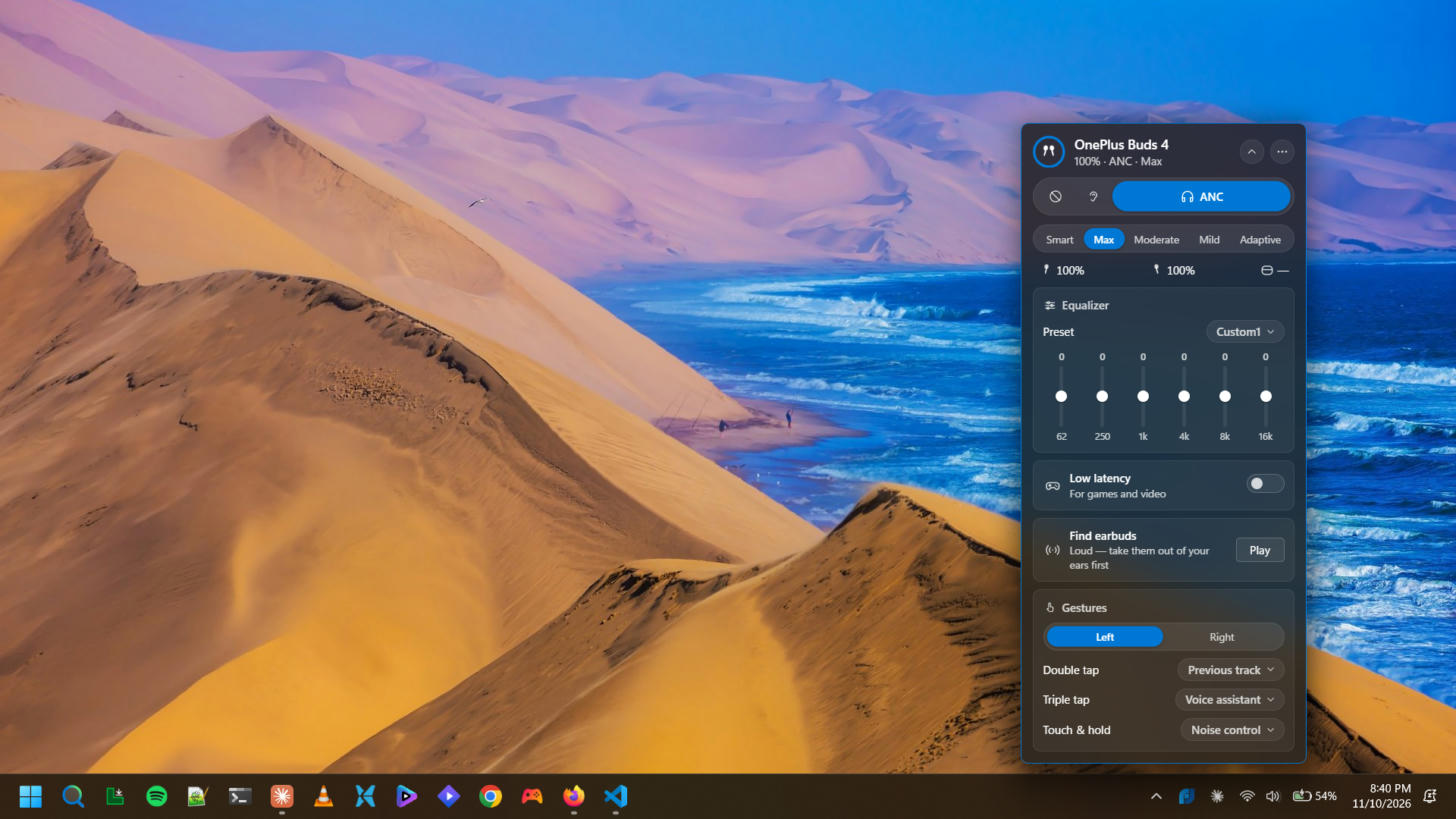 OnePlus Buds 4
100% · ANC · Max
ANC
Smart Max Moderate Mild Adaptive
100% 100% —
Equalizer
Preset Custom1
0 0 0 0 0 0
62 250 1k 4k 8k 16k
Low latency
For games and video
Find earbuds
Loud — take them out of your
ears first
Play
Gestures
Left Right
Double tap Previous track
Triple tap Voice assistant
Touch & hold Noise control
54%
8:40 PM
11/10/2026